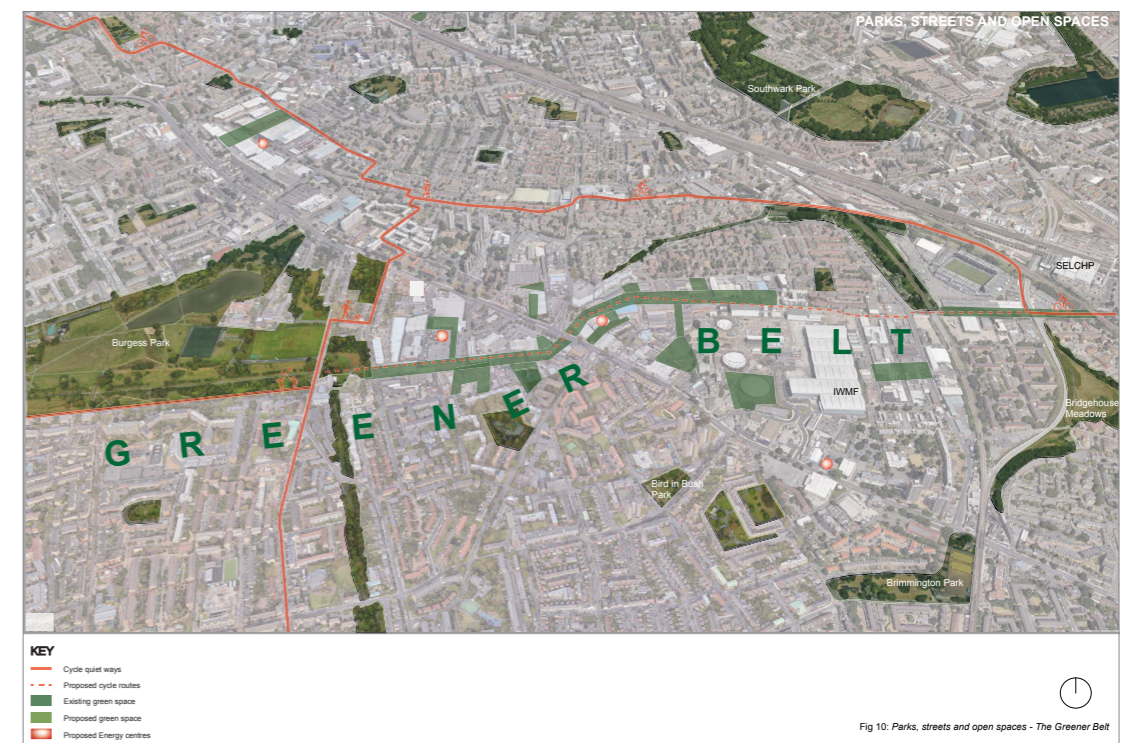 PARKS, STREETS AND OPEN SPACES
Southwark Park
SELCHP
Burgess Park
GREENER BELT
IWMF
Bridgehouse
Meadows
Bird in Bush
Park
Brimmington Park
KEY
Cycle quiet ways
Proposed cycle routes
Existing green space
Proposed green space
Proposed Energy centres
Fig 10: Parks, streets and open spaces - The Greener Belt